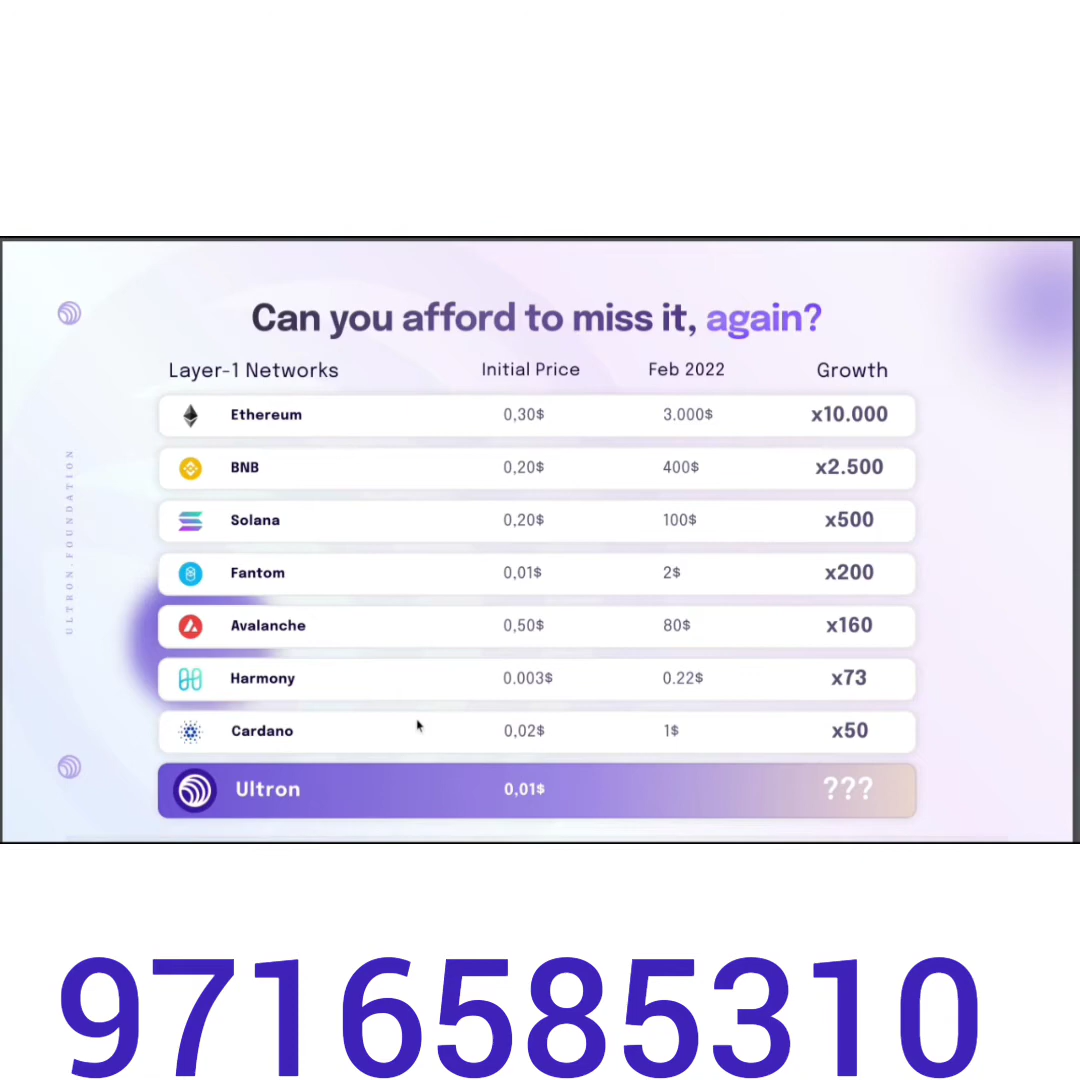 Can you afford to miss it, again?
Layer-1 Networks Initial Price Feb 2022 Growth
Ethereum 0,30$ 3.000$ x10.000
BNB 0,20$ 400$ x2.500
Solana 0,20$ 100$ x500
Fantom 0,01$ 2$ x200
Avalanche 0,50$ 80$ x160
Harmony 0.003$ 0.22$ x73
Cardano 0,02$ 1$ x50
Ultron 0,01$ ???
ULTRON.FOUNDATION
9716585310